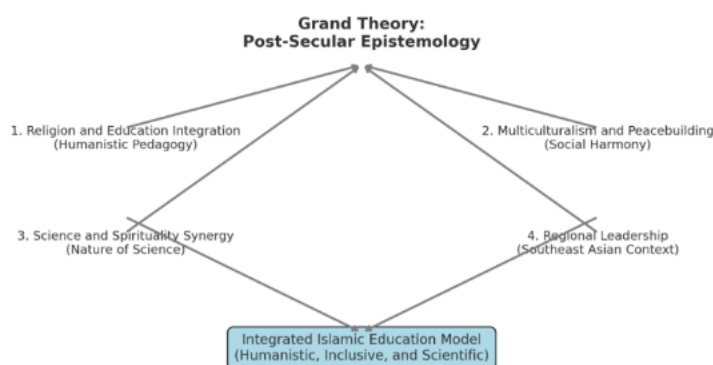 Grand Theory:
Post-Secular Epistemology
1. Religion and Education Integration
(Humanistic Pedagogy)
2. Multiculturalism and Peacebuilding
(Social Harmony)
3. Science and Spirituality Synergy
(Nature of Science)
4. Regional Leadership
(Southeast Asian Context)
Integrated Islamic Education Model
(Humanistic, Inclusive, and Scientific)